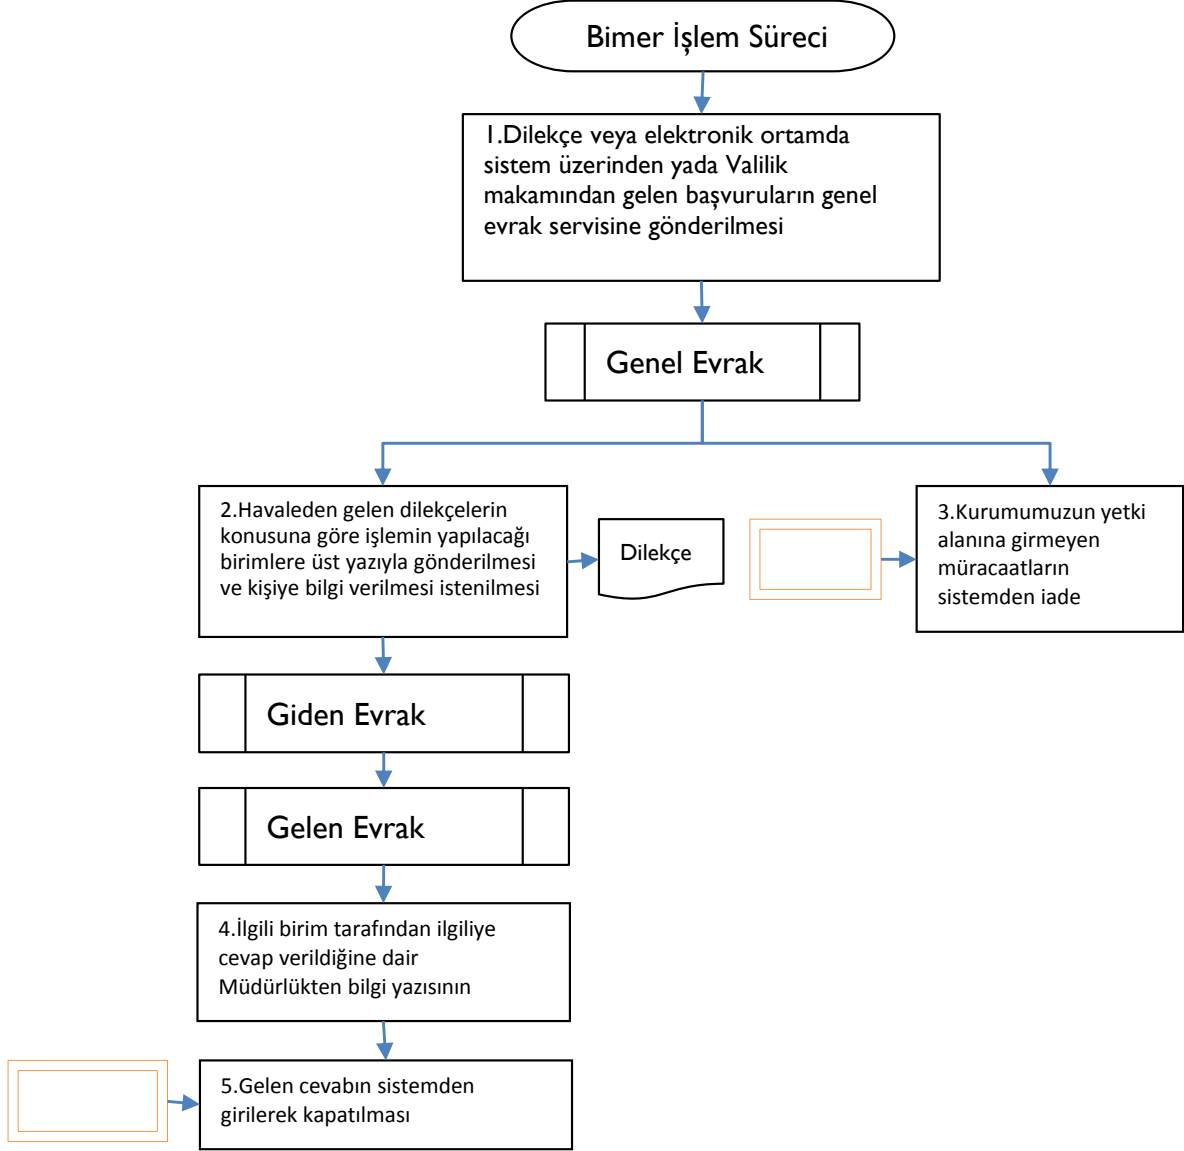 Bimer İşlem Süreci
1.Dilekçe veya elektronik ortamda
sistem üzerinden yada Valilik
makamından gelen başvuruların genel
evrak servisine gönderilmesi
Genel Evrak
2.Havaleden gelen dilekçelerin
konusuna göre işlemin yapılacağı
birimlere üst yazıyla gönderilmesi
ve kişiye bilgi verilmesi istenilmesi
Dilekçe
3.Kurumumuzun yetki
alanına girmeyen
müracaatların
sistemden iade
Giden Evrak
Gelen Evrak
4.İlgili birim tarafından ilgiliye
cevap verildiğine dair
Müdürlükten bilgi yazısının
5.Gelen cevabın sistemden
girilerek kapatılması